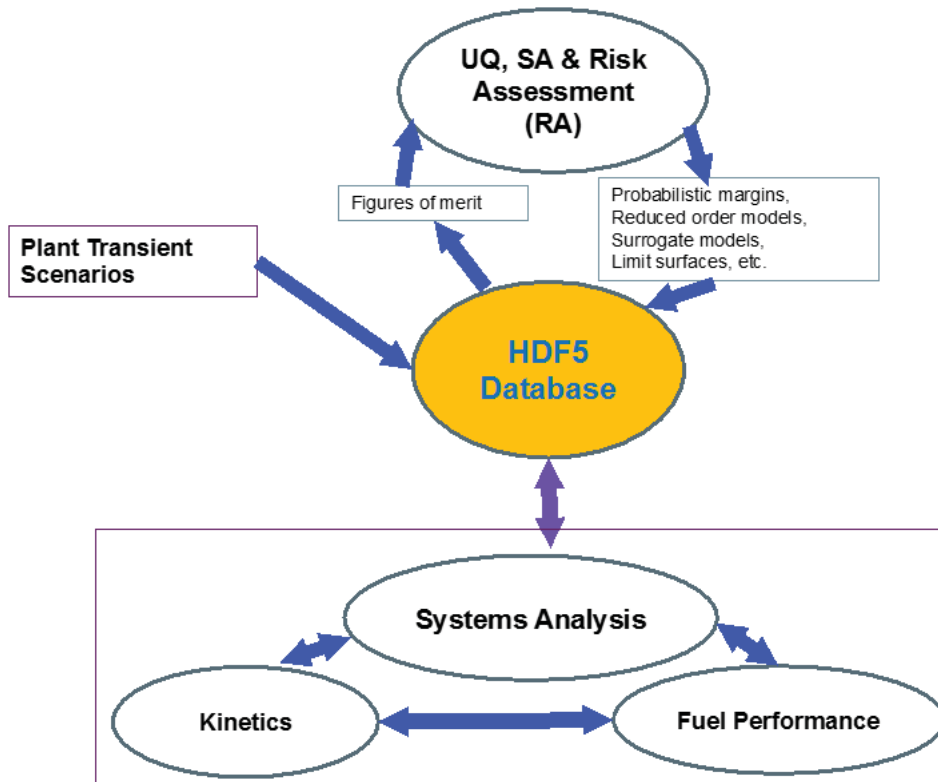 UQ, SA & Risk
Assessment
(RA)
Figures of merit
Probabilistic margins,
Reduced order models,
Surrogate models,
Limit surfaces, etc.
Plant Transient
Scenarios
HDF5
Database
Systems Analysis
Kinetics
Fuel Performance